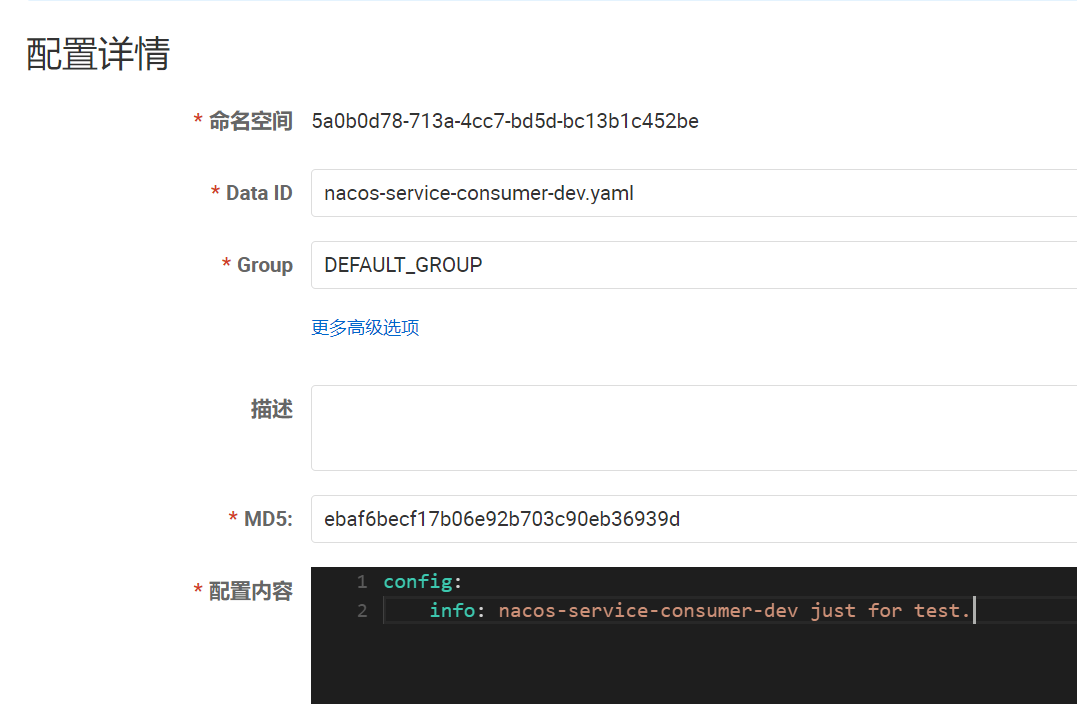 配置详情
* 命名空间 5a0b0d78-713a-4cc7-bd5d-bc13b1c452be
* Data ID nacos-service-consumer-dev.yaml
* Group DEFAULT_GROUP
更多高级选项
描述
* MD5: ebaf6becf17b06e92b703c90eb36939d
* 配置内容 1 config:
2 info: nacos-service-consumer-dev just for test.